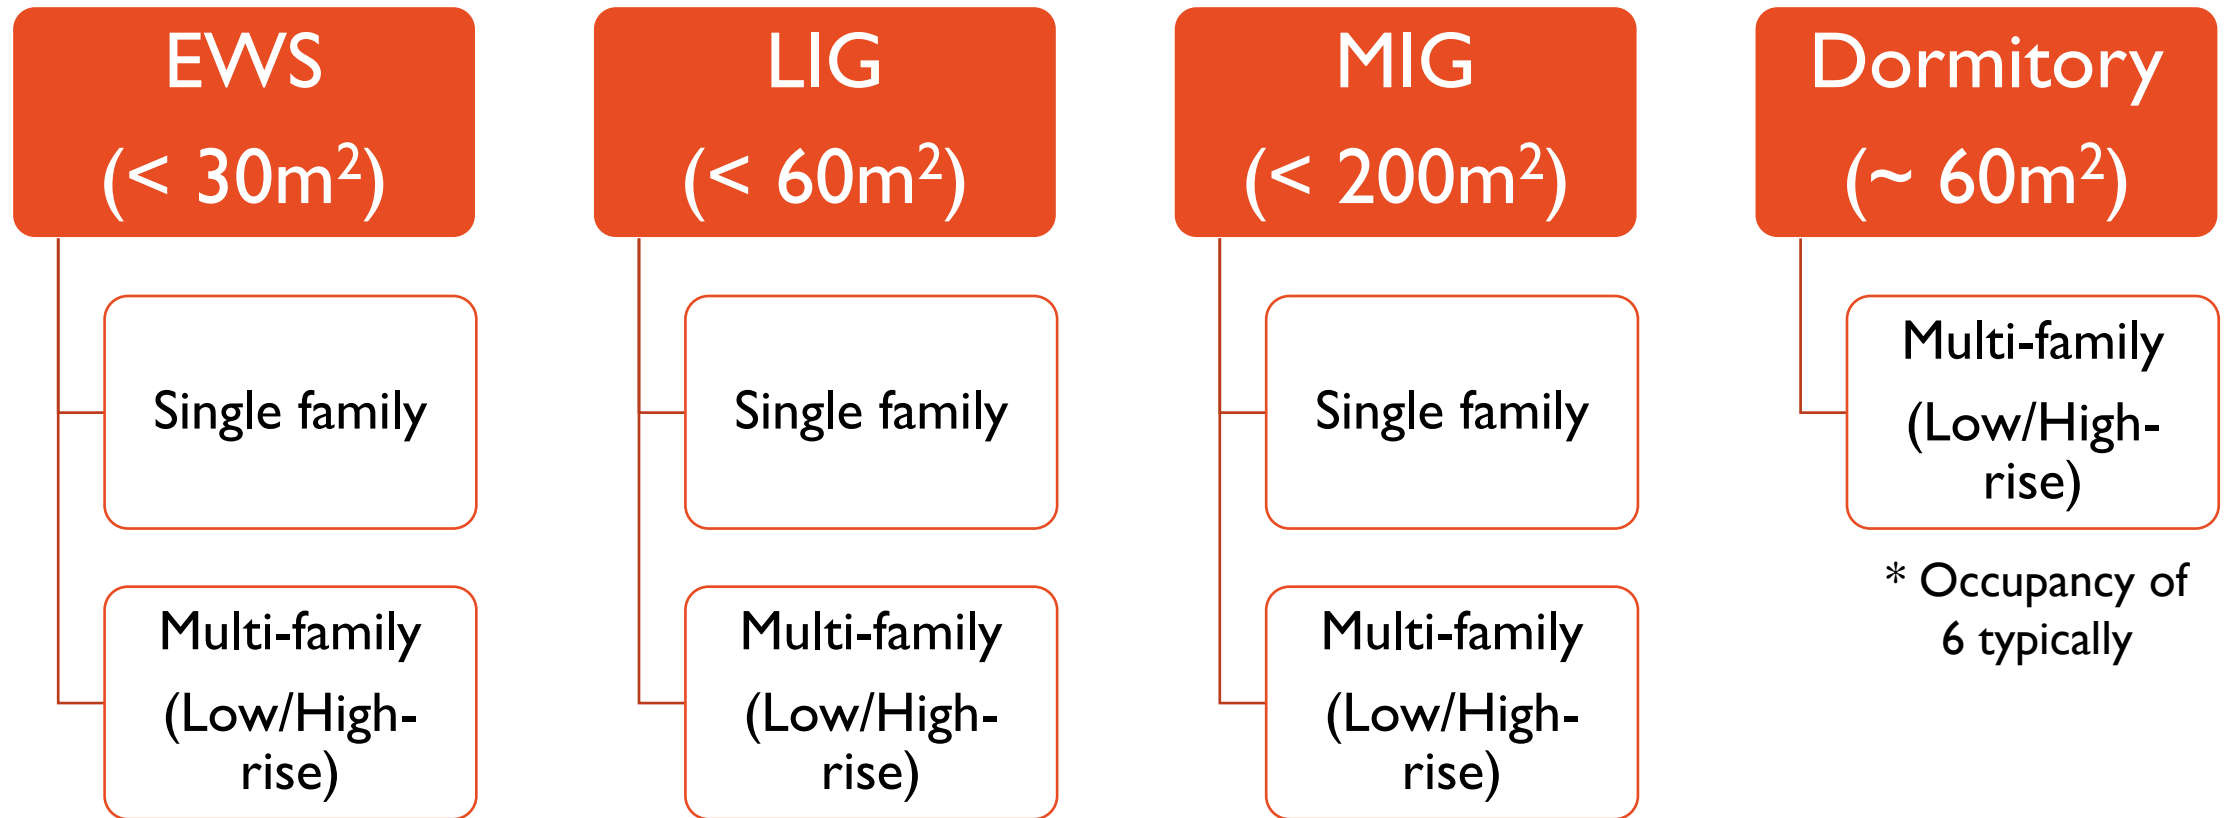 EWS
(< 30m²)
Single family
Multi-family
(Low/High-
rise)
LIG
(< 60m²)
Single family
Multi-family
(Low/High-
rise)
MIG
(< 200m²)
Single family
Multi-family
(Low/High-
rise)
Dormitory
(~ 60m²)
Multi-family
(Low/High-
rise)
* Occupancy of
6 typically